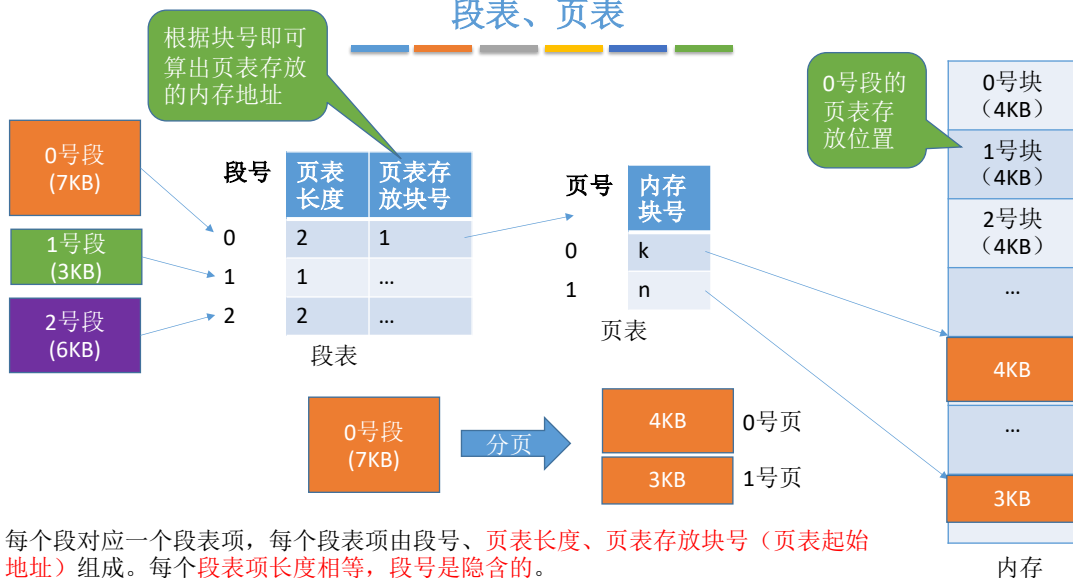 段表、页表
根据块号即可
算出页表存放
的内存地址
0号段的
页表存
放位置
0号段
(7KB)
1号段
(3KB)
2号段
(6KB)
段号
页表
长度
页表存
放块号
0
2
1
1
1
…
2
2
…
段表
页号
内存
块号
0
k
1
n
页表
0号块
（4KB）
1号块
（4KB）
2号块
（4KB）
…
4KB
…
3KB
内存
0号段
(7KB)
分页
4KB
0号页
3KB
1号页
每个段对应一个段表项，每个段表项由段号、页表长度、页表存放块号（页表起始
地址）组成。每个段表项长度相等，段号是隐含的。